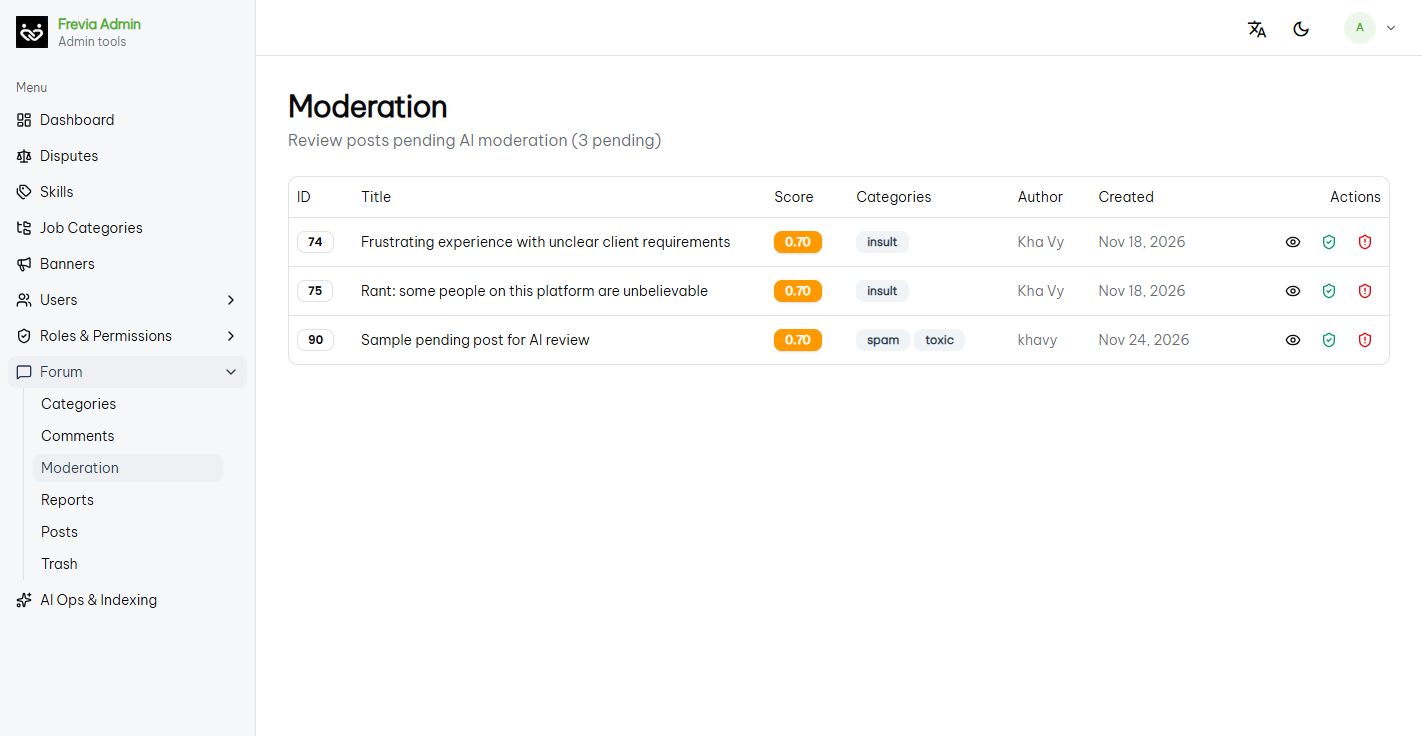 Frevia Admin
Admin tools
A
Menu
Dashboard
Disputes
Skills
Job Categories
Banners
Users
Roles & Permissions
Forum
Categories
Comments
Moderation
Reports
Posts
Trash
AI Ops & Indexing
Moderation
Review posts pending AI moderation (3 pending)
ID Title Score Categories Author Created Actions
74 Frustrating experience with unclear client requirements 0.70 insult Kha Vy Nov 18, 2026
75 Rant: some people on this platform are unbelievable 0.70 insult Kha Vy Nov 18, 2026
90 Sample pending post for AI review 0.70 spam toxic khavy Nov 24, 2026